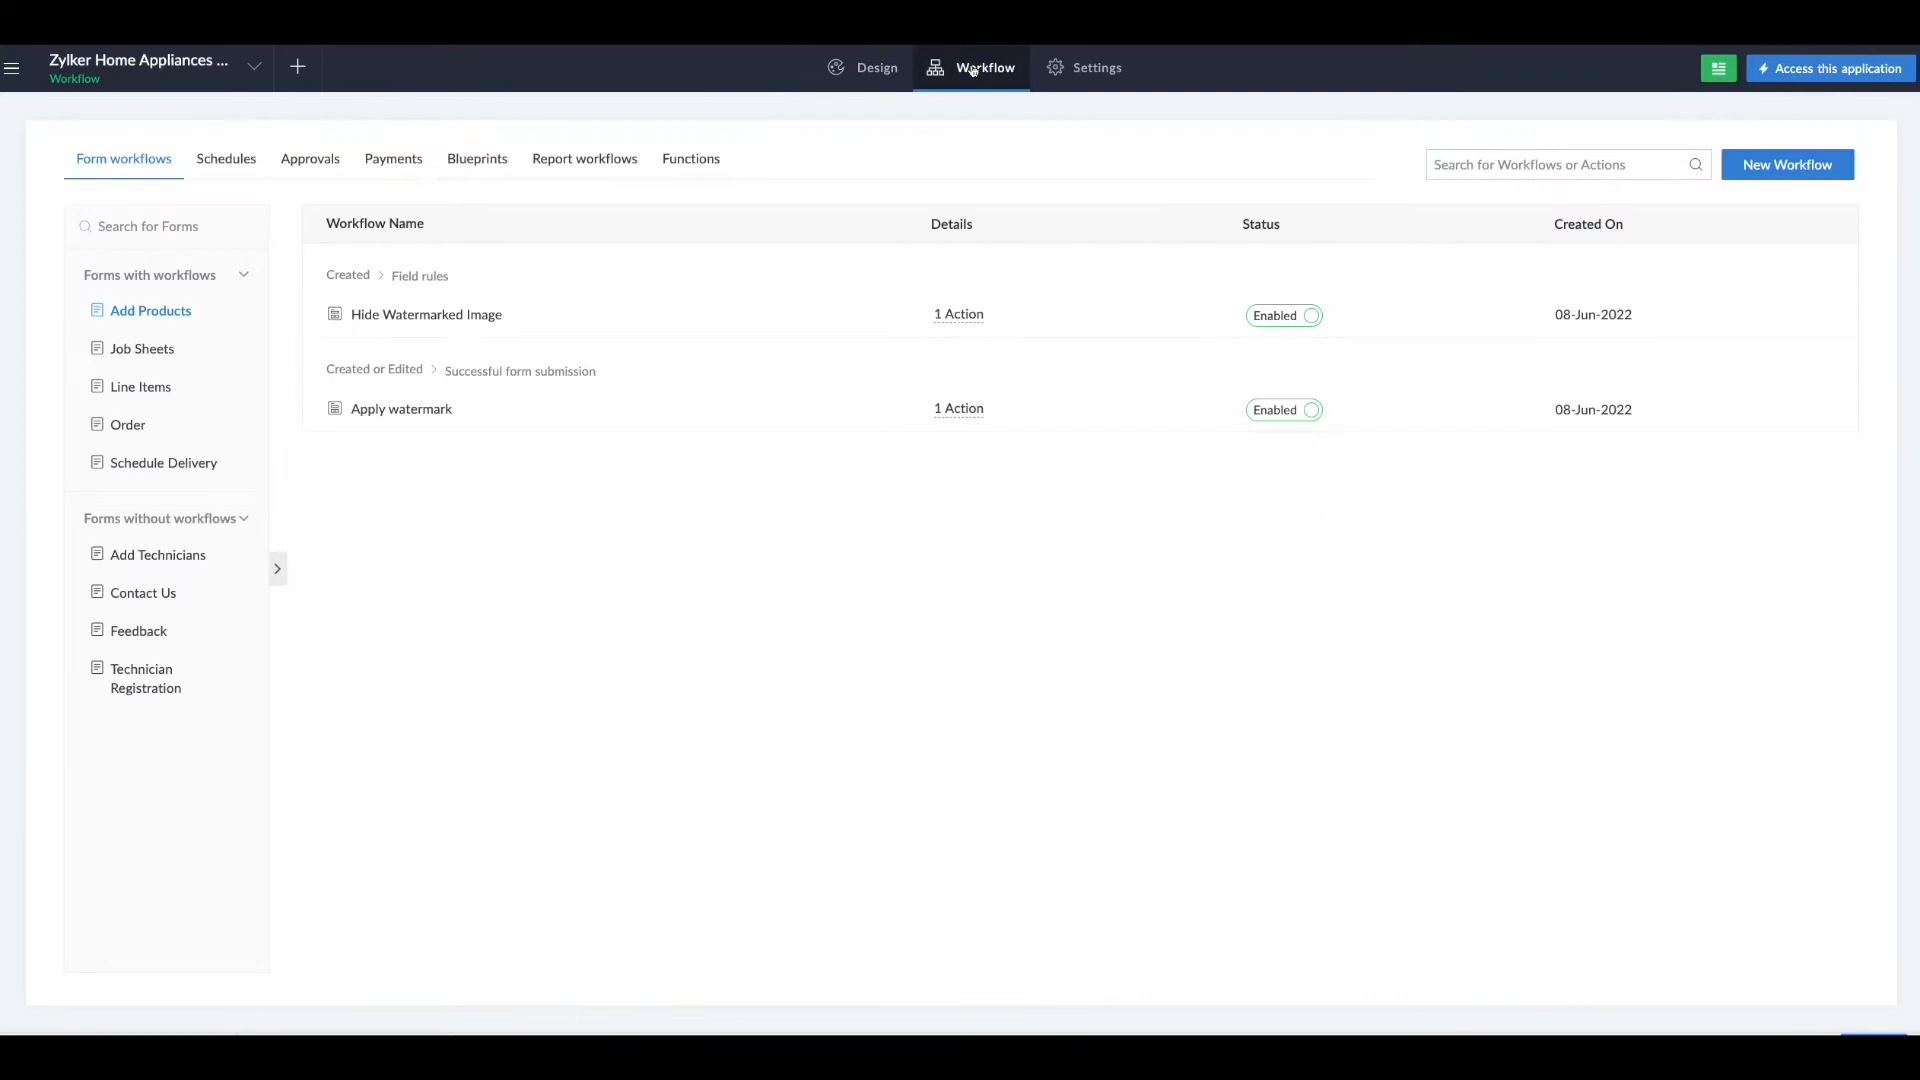 Zylker Home Appliances ...
Workflow
Design
Workflow
Settings
Access this application
Form workflows
Schedules
Approvals
Payments
Blueprints
Report workflows
Functions
Search for Workflows or Actions
New Workflow
Search for Forms
Forms with workflows
Add Products
Job Sheets
Line Items
Order
Schedule Delivery
Forms without workflows
Add Technicians
Contact Us
Feedback
Technician
Registration
Workflow Name
Details
Status
Created On
Created > Field rules
Hide Watermarked Image
1 Action
Enabled
08-Jun-2022
Created or Edited > Successful form submission
Apply watermark
1 Action
Enabled
08-Jun-2022